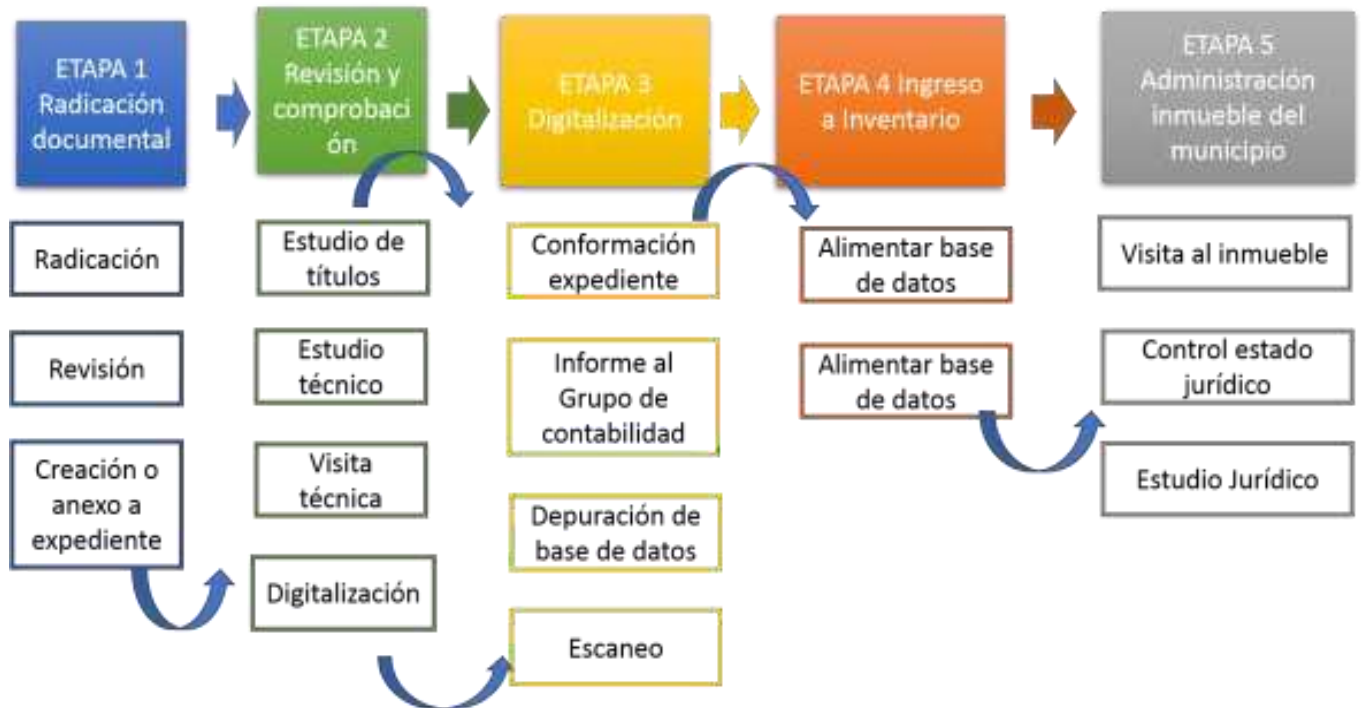 ETAPA 1
Radicación
documental
ETAPA 2
Revisión y
comprobaci
ón
ETAPA 3
Digitalización
ETAPA 4 Ingreso
a Inventario
ETAPA 5
Administración
inmueble del
municipio
Radicación
Revisión
Creación o
anexo a
expediente
Estudio de
títulos
Estudio
técnico
Visita
técnica
Digitalización
Conformación
expediente
Informe al
Grupo de
contabilidad
Depuración de
base de datos
Escaneo
Alimentar base
de datos
Alimentar base
de datos
Visita al inmueble
Control estado
jurídico
Estudio Jurídico